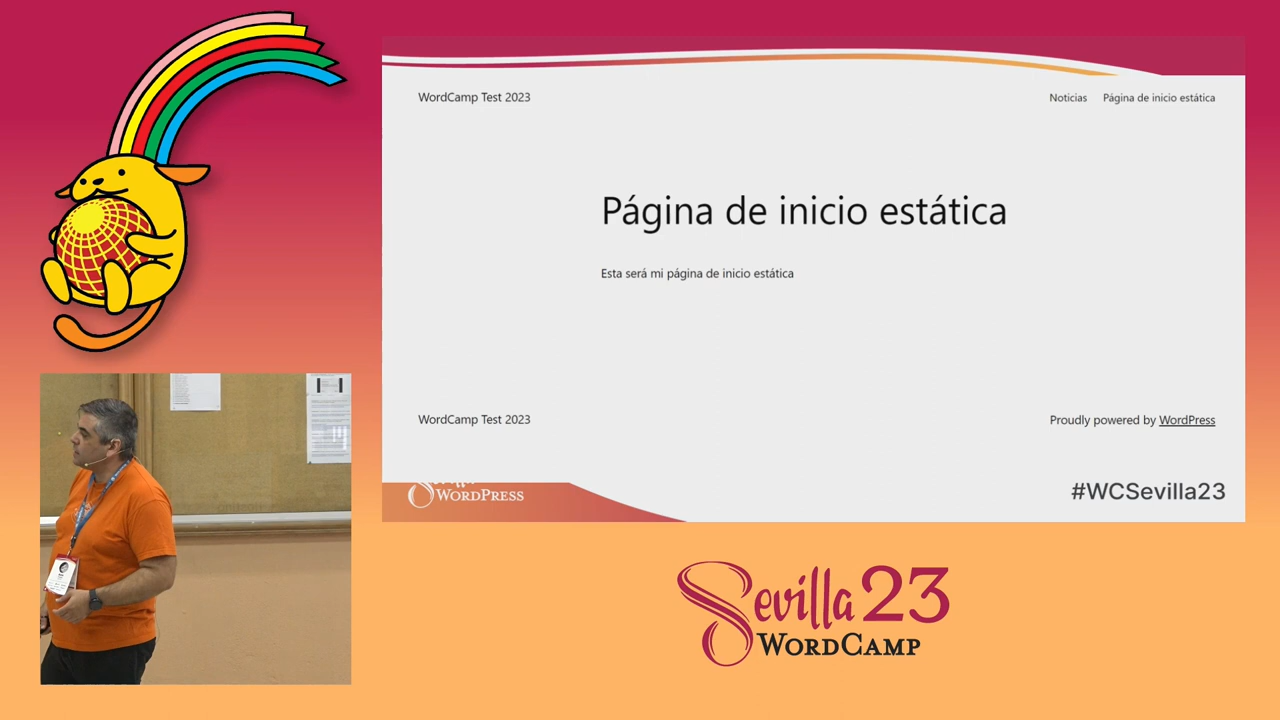 WordCamp Test 2023
Noticias Página de inicio estática
Página de inicio estática
Esta será mi página de inicio estática
WordCamp Test 2023
Proudly powered by WordPress
WORDPRESS
#WCSevilla23
Sevilla 23
WORDCAMP